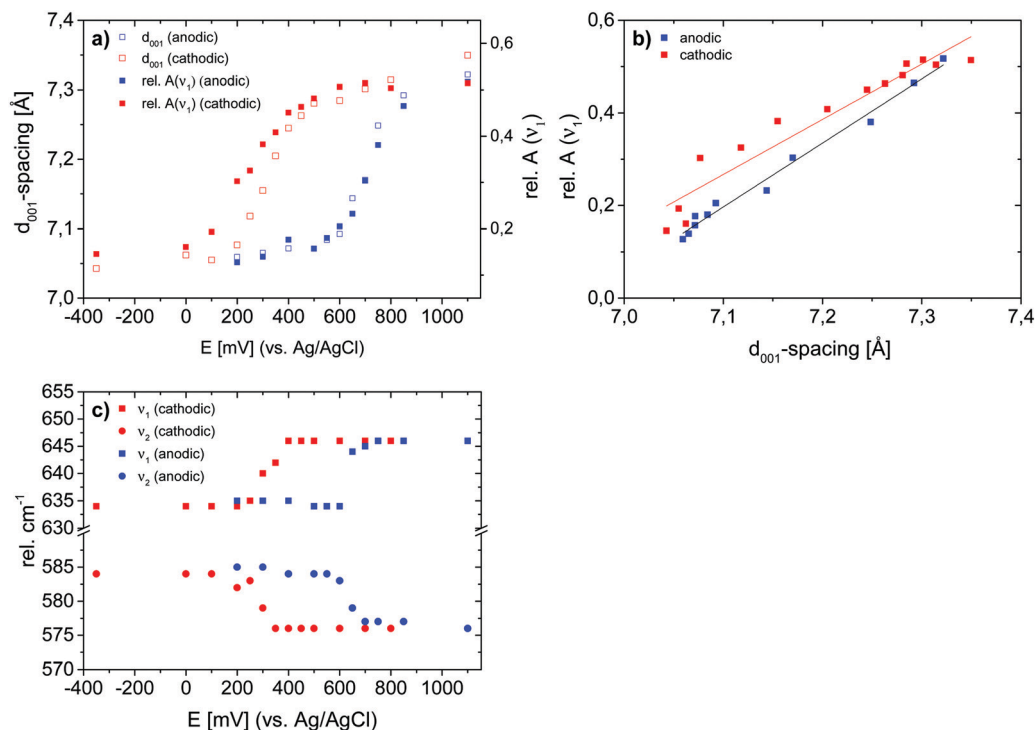 a)
d001 (anodic)
d001 (cathodic)
rel. A(ν1) (anodic)
rel. A(ν1) (cathodic)
7,4
7,3
7,2
7,1
7,0
d001-spacing [Å]
0,6
0,4
0,2
rel. A (ν1)
-400 -200 0 200 400 600 800 1000
E [mV] (vs. Ag/AgCl)
b)
anodic
cathodic
0,6
0,4
0,2
0,0
rel. A (ν1)
7,0 7,1 7,2 7,3 7,4
d001-spacing [Å]
c)
ν1 (cathodic)
ν2 (cathodic)
ν1 (anodic)
ν2 (anodic)
655
650
645
640
635
630
585
580
575
570
rel. cm-1
-400 -200 0 200 400 600 800 1000
E [mV] (vs. Ag/AgCl)